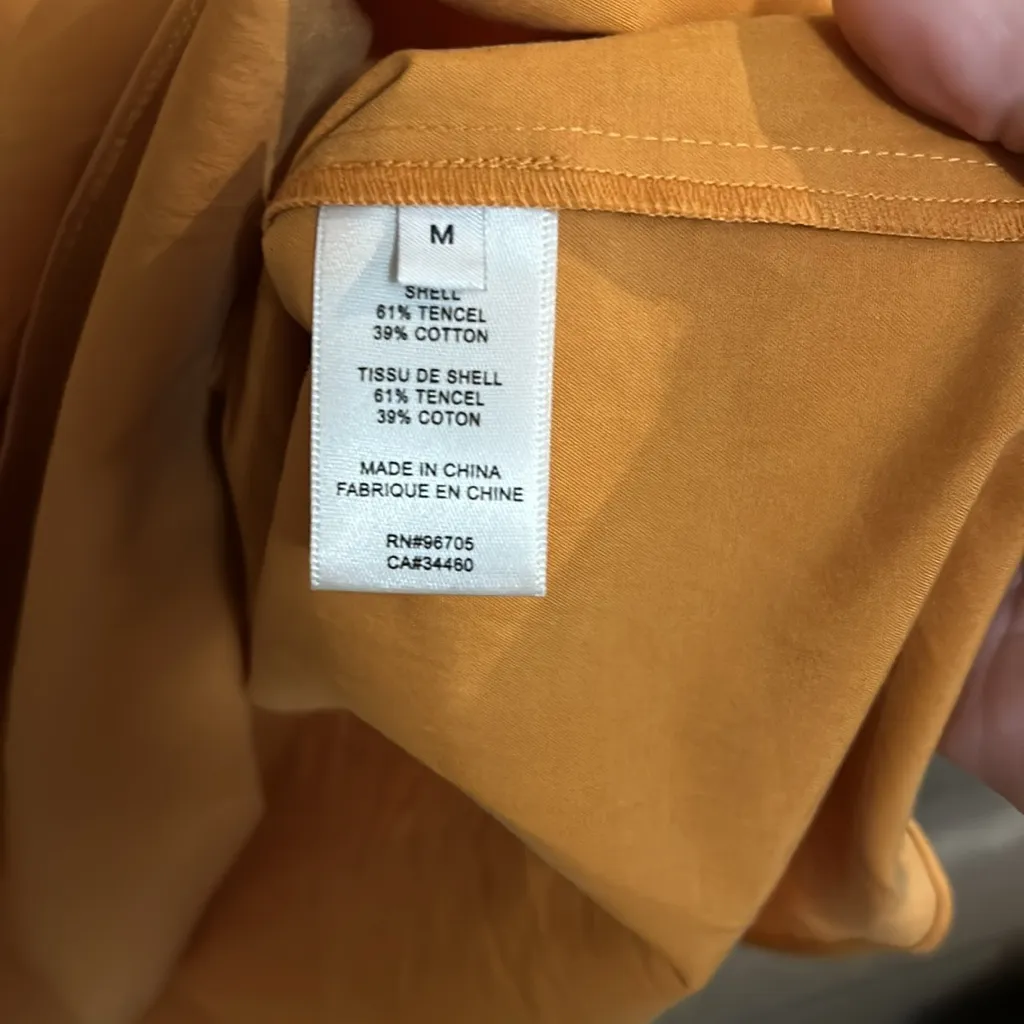 M
SHELL
61% TENCEL
39% COTTON
TISSU DE SHELL
61% TENCEL
39% COTON
MADE IN CHINA
FABRIQUE EN CHINE
RN#96705
CA#34460